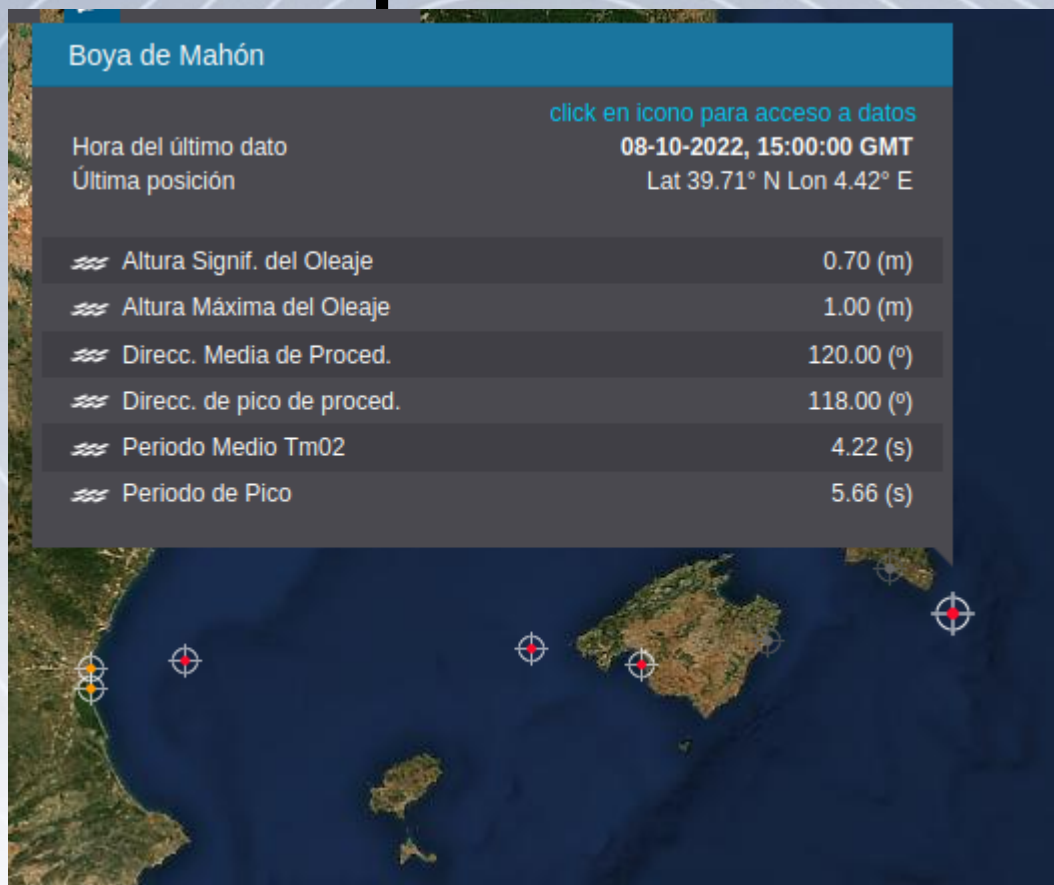 Boya de Mahón
click en icono para acceso a datos
Hora del último dato 08-10-2022, 15:00:00 GMT
Última posición Lat 39.71° N Lon 4.42° E
Altura Signif. del Oleaje 0.70 (m)
Altura Máxima del Oleaje 1.00 (m)
Direcc. Media de Proced. 120.00 (º)
Direcc. de pico de proced. 118.00 (º)
Periodo Medio Tm02 4.22 (s)
Periodo de Pico 5.66 (s)